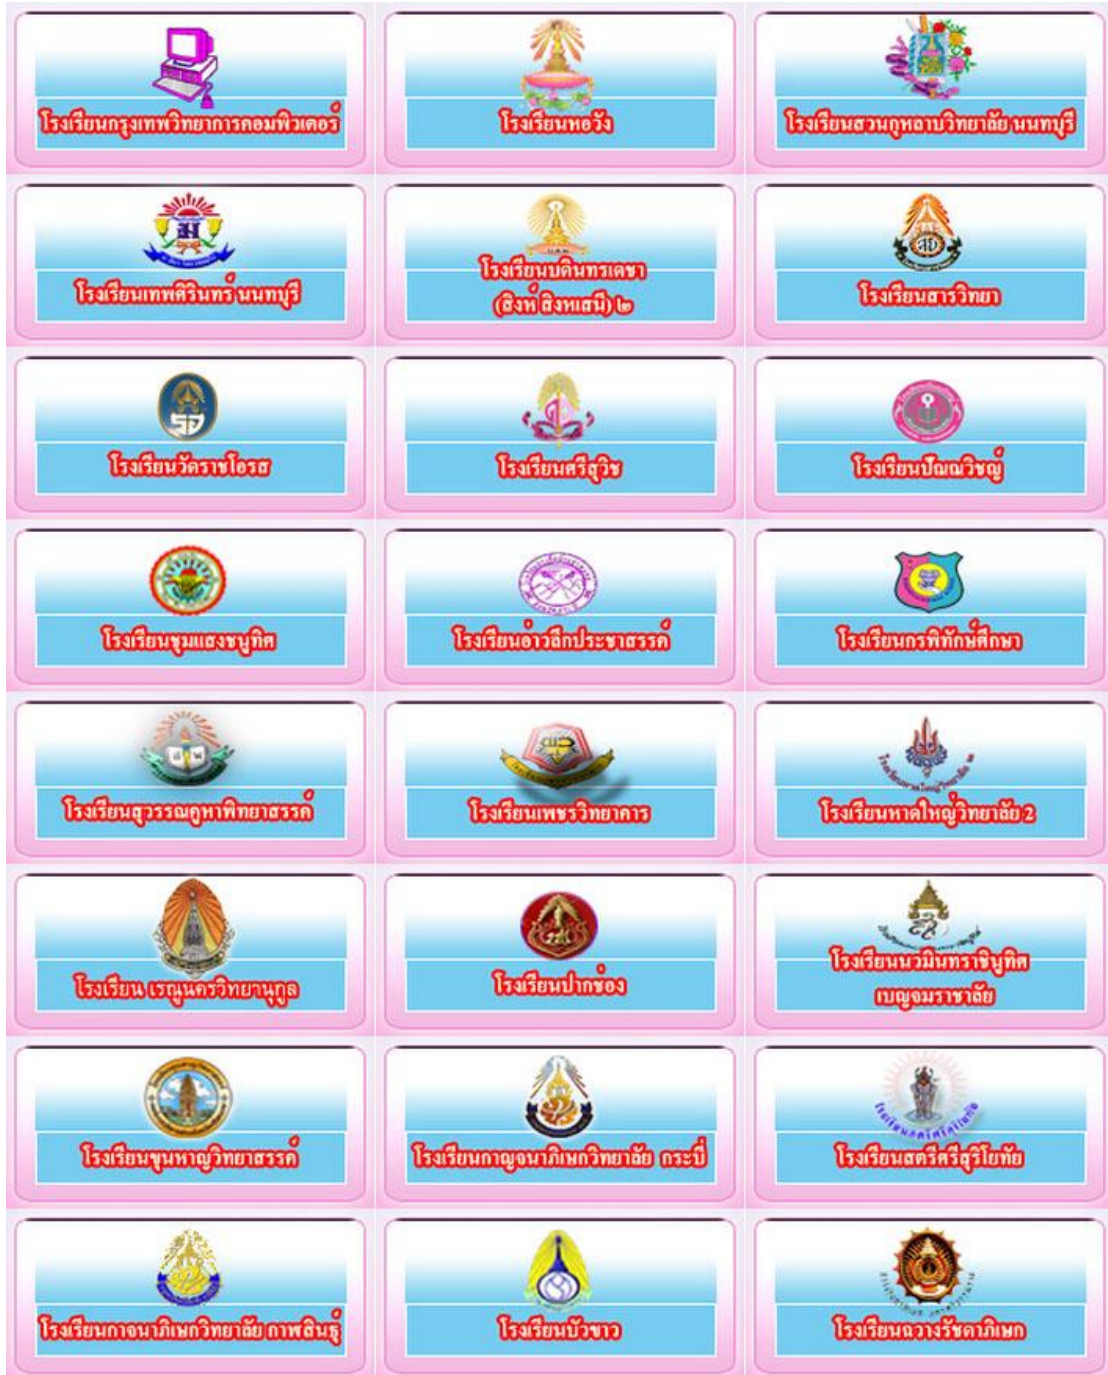 โรงเรียนกรุงเทพวิทยาการคอมพิวเตอร์
โรงเรียนหอวัง
โรงเรียนสวนกุหลาบวิทยาลัย นนทบุรี
โรงเรียนเทพศิรินทร์ นนทบุรี
โรงเรียนบดินทรเดชา
(สิงห์ สิงหเสนี) ๒
โรงเรียนสารวิทยา
โรงเรียนวัดราชโอรส
โรงเรียนศรีสุวิช
โรงเรียนปัณณวิชญ์
โรงเรียนชุมแสงชนูทิศ
โรงเรียนอ่าวลึกประชาสรรค์
โรงเรียนกรพิทักษ์ศึกษา
โรงเรียนสุวรรณคูหาพิทยาสรรค์
โรงเรียนเพชรวิทยาคาร
โรงเรียนหาดใหญ่วิทยาลัย 2
โรงเรียน เรณูนครวิทยานุกูล
โรงเรียนปากช่อง
โรงเรียนนวมินทราชินูทิศ
เบญจมราชาลัย
โรงเรียนขุนหาญวิทยาสรรค์
โรงเรียนกาญจนาภิเษกวิทยาลัย กระบี่
โรงเรียนสตรีศรีสุริโยทัย
โรงเรียนกาจนาภิเษกวิทยาลัย กาฬสินธุ์
โรงเรียนบัวขาว
โรงเรียนฉวางรัชดาภิเษก